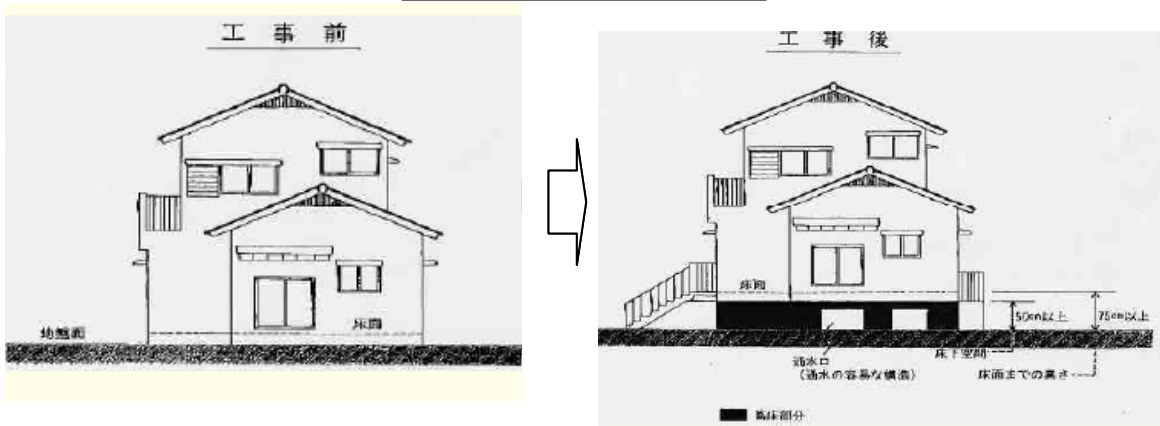 工事前
床面
地盤面
工事後
床面
50cm以上
75cm以上
床下空間
通水口
(通水の容易な構造)
床面までの高さ
高床部分